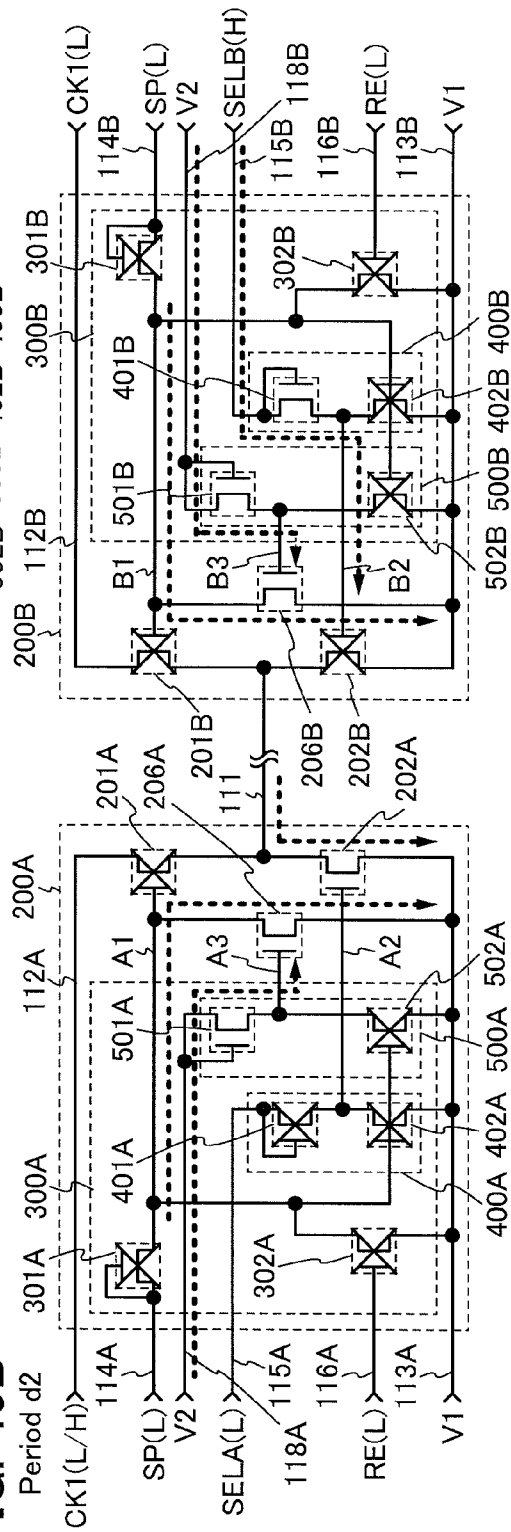 Period d2
CK1(L/H)
SP(L)
V2
SELA(L)
RE(L)
V1
114A
115A
118A
116A
113A
301A
300A
112A
200A
A1
501A
401A
302A
400A
A3
A2
502A
500A
402A
201A
206A
202A
111
200B
112B
201B
202B
206B
B1
B3
B2
501B
401B
502B
500B
402B
400B
302B
300B
301B
CK1(L)
SP(L)
114B
V2
118B
SELB(H)
115B
RE(L)
116B
V1
113B